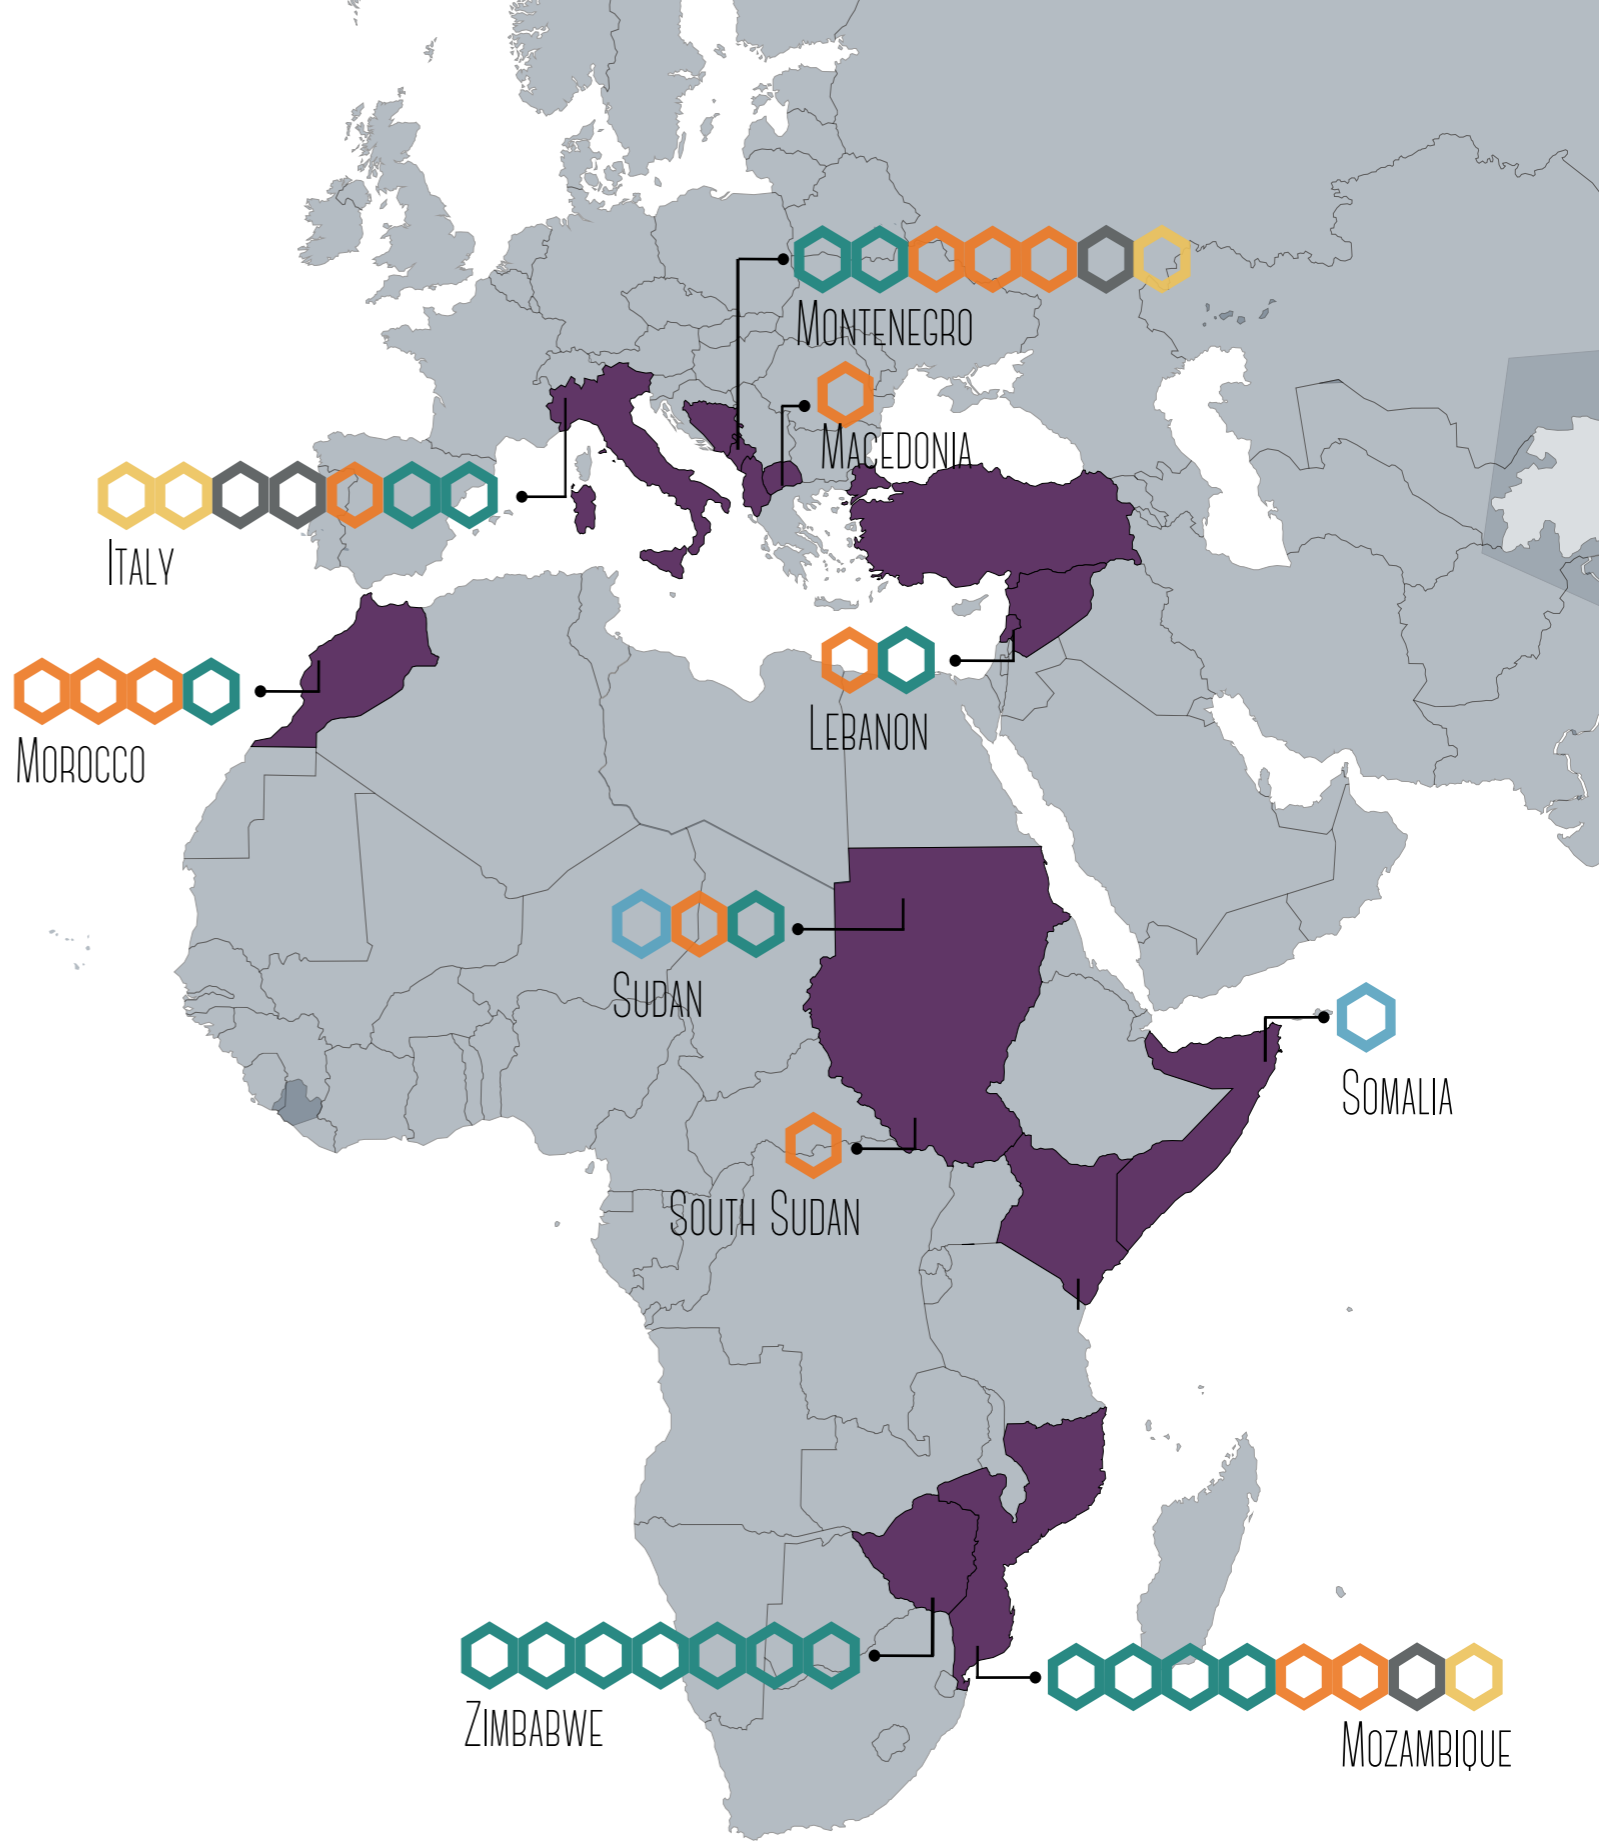 Montenegro
Macedonia
Italy
Lebanon
Morocco
Sudan
Somalia
South Sudan
Zimbabwe
Mozambique